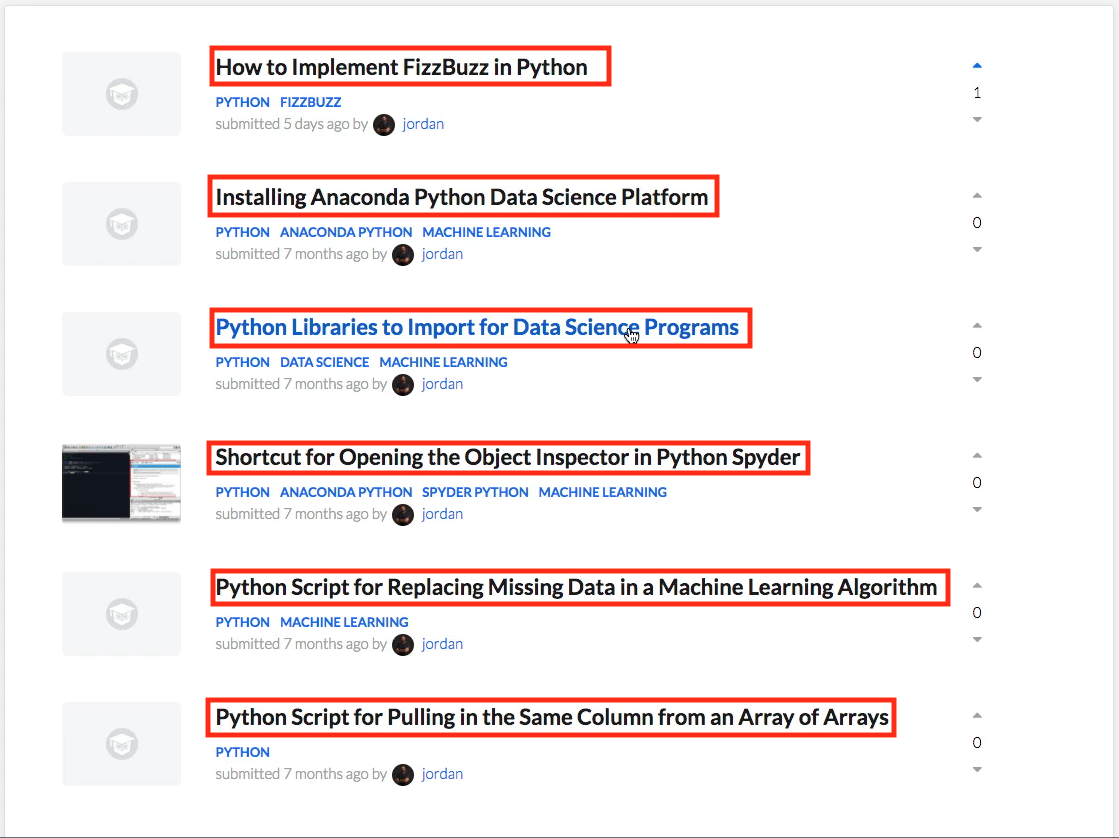 How to Implement FizzBuzz in Python
PYTHON FIZZBUZZ
submitted 5 days ago by jordan
1
Installing Anaconda Python Data Science Platform
PYTHON ANACONDA PYTHON MACHINE LEARNING
submitted 7 months ago by jordan
0
Python Libraries to Import for Data Science Programs
PYTHON DATA SCIENCE MACHINE LEARNING
submitted 7 months ago by jordan
0
Shortcut for Opening the Object Inspector in Python Spyder
PYTHON ANACONDA PYTHON SPYDER PYTHON MACHINE LEARNING
submitted 7 months ago by jordan
0
Python Script for Replacing Missing Data in a Machine Learning Algorithm
PYTHON MACHINE LEARNING
submitted 7 months ago by jordan
0
Python Script for Pulling in the Same Column from an Array of Arrays
PYTHON
submitted 7 months ago by jordan
0